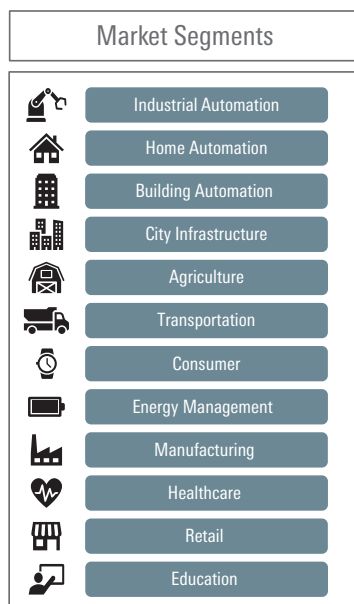 Market Segments
Industrial Automation
Home Automation
Building Automation
City Infrastructure
Agriculture
Transportation
Consumer
Energy Management
Manufacturing
Healthcare
Retail
Education